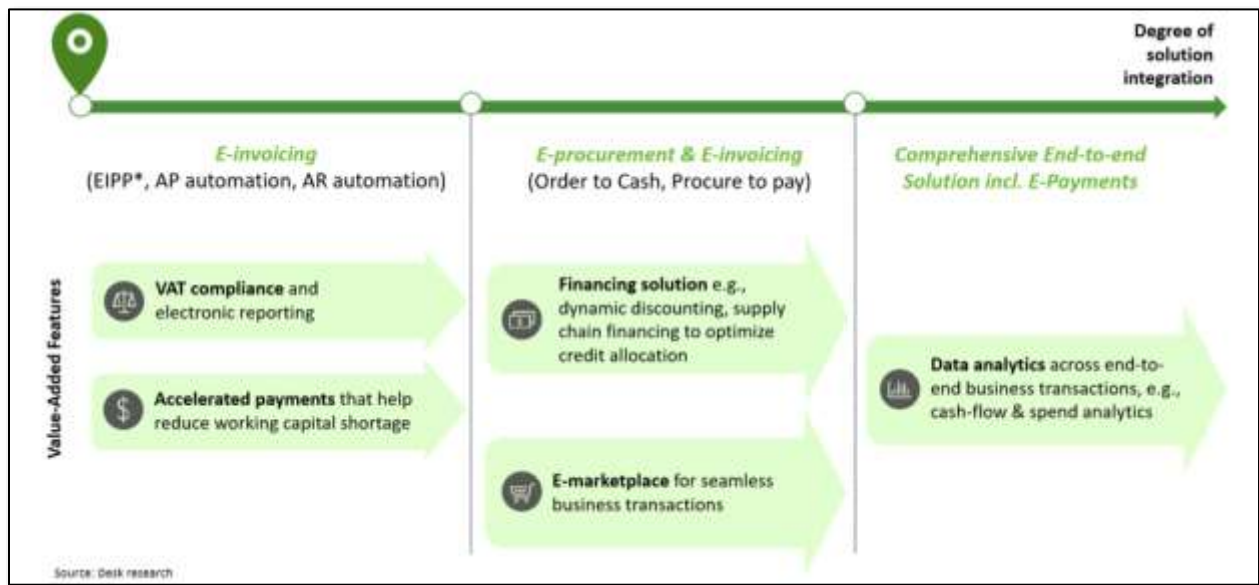 Degree of
solution
integration
E-invoicing
(EIPP*, AP automation, AR automation)
E-procurement & E-invoicing
(Order to Cash, Procure to pay)
Comprehensive End-to-end
Solution incl. E-Payments
Value-Added Features
VAT compliance and
electronic reporting
Accelerated payments that help
reduce working capital shortage
Financing solution e.g.,
dynamic discounting, supply
chain financing to optimize
credit allocation
E-marketplace for seamless
business transactions
Data analytics across end-to-
end business transactions, e.g.,
cash-flow & spend analytics
Source: Desk research